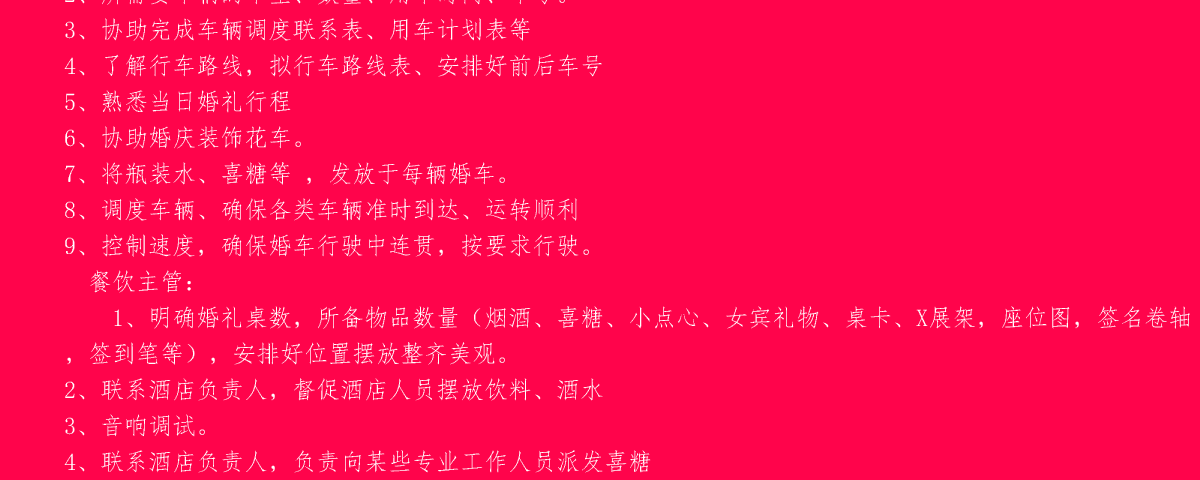 3、协助完成车辆调度联系表、用车计划表等
4、了解行车路线，拟行车路线表、安排好前后车号
5、熟悉当日婚礼行程
6、协助婚庆装饰花车。
7、将瓶装水、喜糖等 ，发放于每辆婚车。
8、调度车辆、确保各类车辆准时到达、运转顺利
9、控制速度，确保婚车行驶中连贯，按要求行驶。
餐饮主管：
1、明确婚礼桌数，所备物品数量（烟酒、喜糖、小点心、女宾礼物、桌卡、X展架，座位图，签名卷轴
，签到笔等），安排好位置摆放整齐美观。
2、联系酒店负责人，督促酒店人员摆放饮料、酒水
3、音响调试。
4、联系酒店负责人，负责向某些专业工作人员派发喜糖